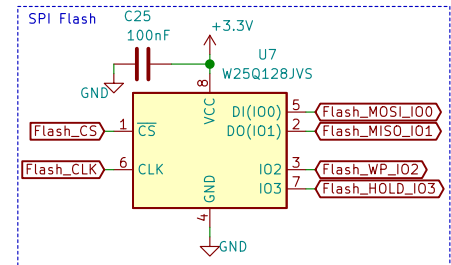 SPI Flash
C25
100nF
+3.3V
GND
U7
W25Q128JVS
8
VCC
DI(IO0) 5 Flash_MOSI_IO0
Flash_CS 1 CS DO(IO1) 2 Flash_MISO_IO1
Flash_CLK 6 CLK IO2 3 Flash_WP_IO2
IO3 7 Flash_HOLD_IO3
GND
4
GND